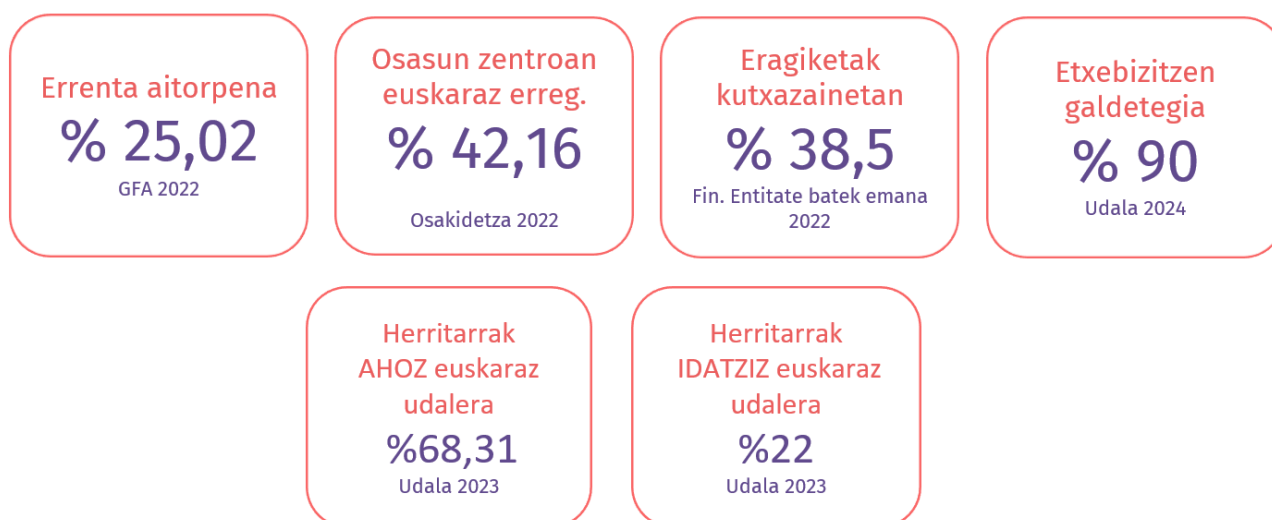 Errenta aitorpena
% 25,02
GFA 2022
Osasun zentroan
euskaraz erreg.
% 42,16
Osakidetza 2022
Eragiketak
kutxazainetan
% 38,5
Fin. Entitate batek emana
2022
Etxebizitzen
galdetegia
% 90
Udala 2024
Herritarrak
AHOZ euskaraz
udalera
%68,31
Udala 2023
Herritarrak
IDATZIZ euskaraz
udalera
%22
Udala 2023